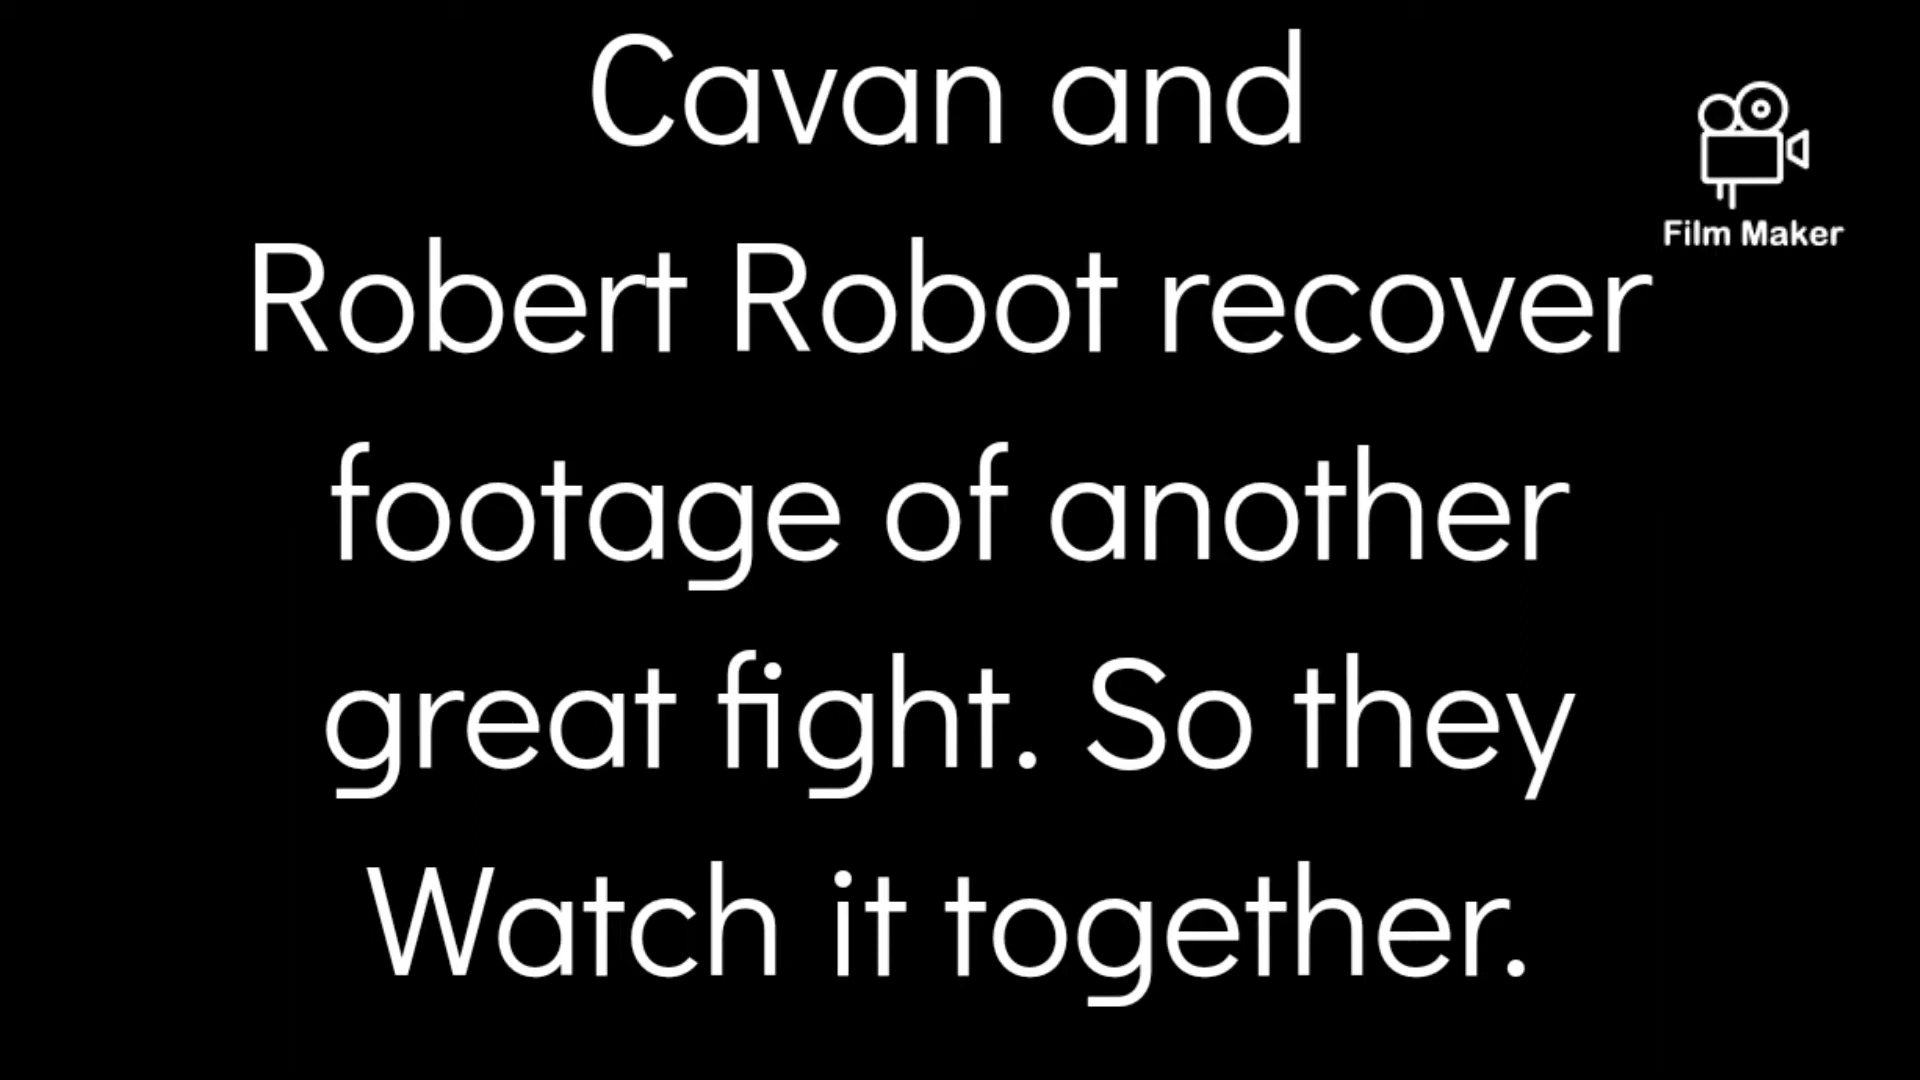 Cavan and
Film Maker
Robert Robot recover
footage of another
great fight. So they
Watch it together.